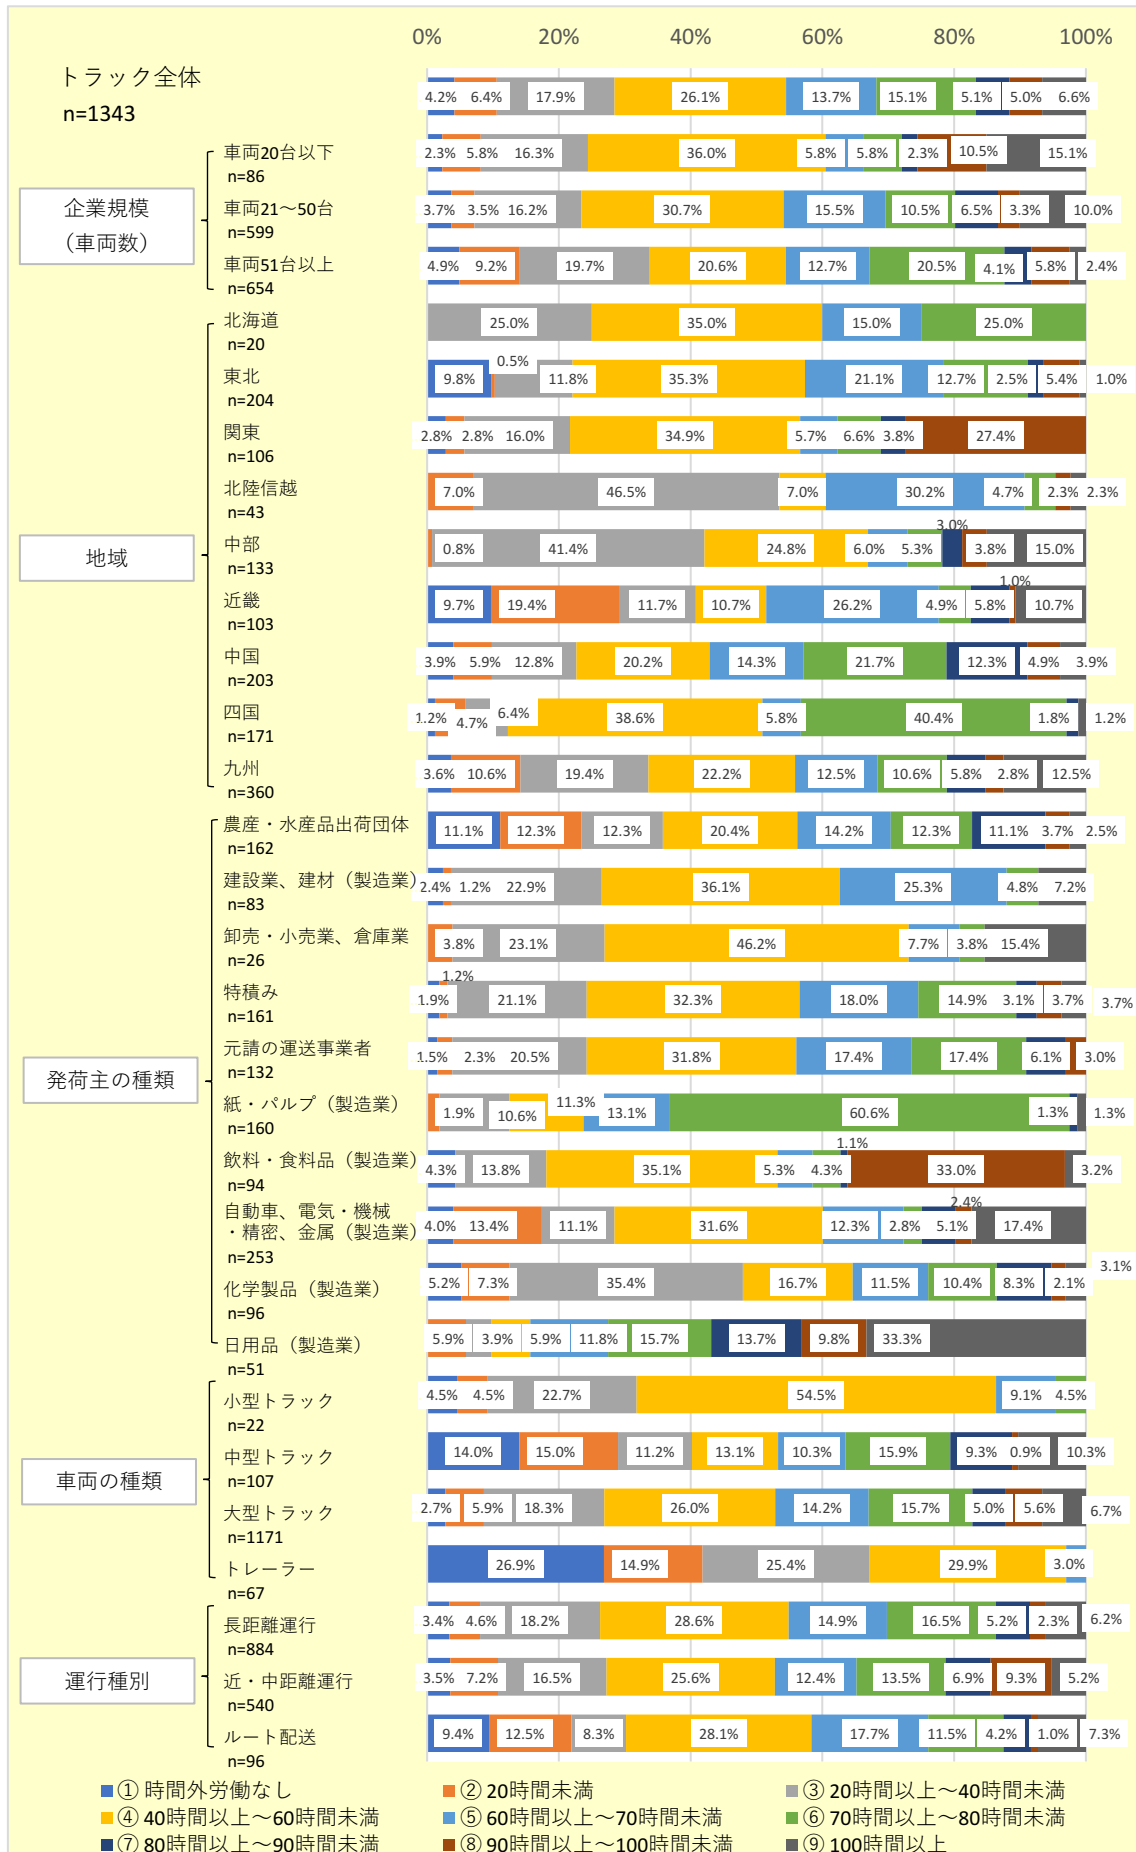 0% 20% 40% 60% 80% 100%
トラック全体
n=1343
4.2% 6.4% 17.9% 26.1% 13.7% 15.1% 5.1% 5.0% 6.6%
企業規模
（車両数）
車両20台以下
n=86
2.3% 5.8% 16.3% 36.0% 5.8% 5.8% 2.3% 10.5% 15.1%
車両21～50台
n=599
3.7% 3.5% 16.2% 30.7% 15.5% 10.5% 6.5% 3.3% 10.0%
車両51台以上
n=654
4.9% 9.2% 19.7% 20.6% 12.7% 20.5% 4.1% 5.8% 2.4%
地域
北海道
n=20
25.0% 35.0% 15.0% 25.0%
東北
n=204
9.8% 0.5% 11.8% 35.3% 21.1% 12.7% 2.5% 5.4% 1.0%
関東
n=106
2.8% 2.8% 16.0% 34.9% 5.7% 6.6% 3.8% 27.4%
北陸信越
n=43
7.0% 46.5% 7.0% 30.2% 4.7% 2.3% 2.3%
中部
n=133
0.8% 41.4% 24.8% 6.0% 5.3% 3.0% 3.8% 15.0%
近畿
n=103
9.7% 19.4% 11.7% 10.7% 26.2% 4.9% 5.8% 1.0% 10.7%
中国
n=203
3.9% 5.9% 12.8% 20.2% 14.3% 21.7% 12.3% 4.9% 3.9%
四国
n=171
1.2% 4.7% 6.4% 38.6% 5.8% 40.4% 1.8% 1.2%
九州
n=360
3.6% 10.6% 19.4% 22.2% 12.5% 10.6% 5.8% 2.8% 12.5%
発荷主の種類
農産・水産品出荷団体
n=162
11.1% 12.3% 12.3% 20.4% 14.2% 12.3% 11.1% 3.7% 2.5%
建設業、建材（製造業）
n=83
2.4% 1.2% 22.9% 36.1% 25.3% 4.8% 7.2%
卸売・小売業、倉庫業
n=26
3.8% 23.1% 46.2% 7.7% 3.8% 15.4%
特積み
n=161
1.9% 1.2% 21.1% 32.3% 18.0% 14.9% 3.1% 3.7% 3.7%
元請の運送事業者
n=132
1.5% 2.3% 20.5% 31.8% 17.4% 17.4% 6.1% 3.0%
紙・パルプ（製造業）
n=160
1.9% 10.6% 11.3% 13.1% 60.6% 1.3% 1.3%
飲料・食料品（製造業）
n=94
4.3% 13.8% 35.1% 5.3% 4.3% 1.1% 33.0% 3.2%
自動車、電気・機械
・精密、金属（製造業）
n=253
4.0% 13.4% 11.1% 31.6% 12.3% 2.8% 5.1% 2.4% 17.4%
化学製品（製造業）
n=96
5.2% 7.3% 35.4% 16.7% 11.5% 10.4% 8.3% 2.1% 3.1%
日用品（製造業）
n=51
5.9% 3.9% 5.9% 11.8% 15.7% 13.7% 9.8% 33.3%
車両の種類
小型トラック
n=22
4.5% 4.5% 22.7% 54.5% 9.1% 4.5%
中型トラック
n=107
14.0% 15.0% 11.2% 13.1% 10.3% 15.9% 9.3% 0.9% 10.3%
大型トラック
n=1171
2.7% 5.9% 18.3% 26.0% 14.2% 15.7% 5.0% 5.6% 6.7%
トレーラー
n=67
26.9% 14.9% 25.4% 29.9% 3.0%
運行種別
長距離運行
n=884
3.4% 4.6% 18.2% 28.6% 14.9% 16.5% 5.2% 2.3% 6.2%
近・中距離運行
n=540
3.5% 7.2% 16.5% 25.6% 12.4% 13.5% 6.9% 9.3% 5.2%
ルート配送
n=96
9.4% 12.5% 8.3% 28.1% 17.7% 11.5% 4.2% 1.0% 7.3%
① 時間外労働なし ② 20時間未満 ③ 20時間以上～40時間未満
④ 40時間以上～60時間未満 ⑤ 60時間以上～70時間未満 ⑥ 70時間以上～80時間未満
⑦ 80時間以上～90時間未満 ⑧ 90時間以上～100時間未満 ⑨ 100時間以上